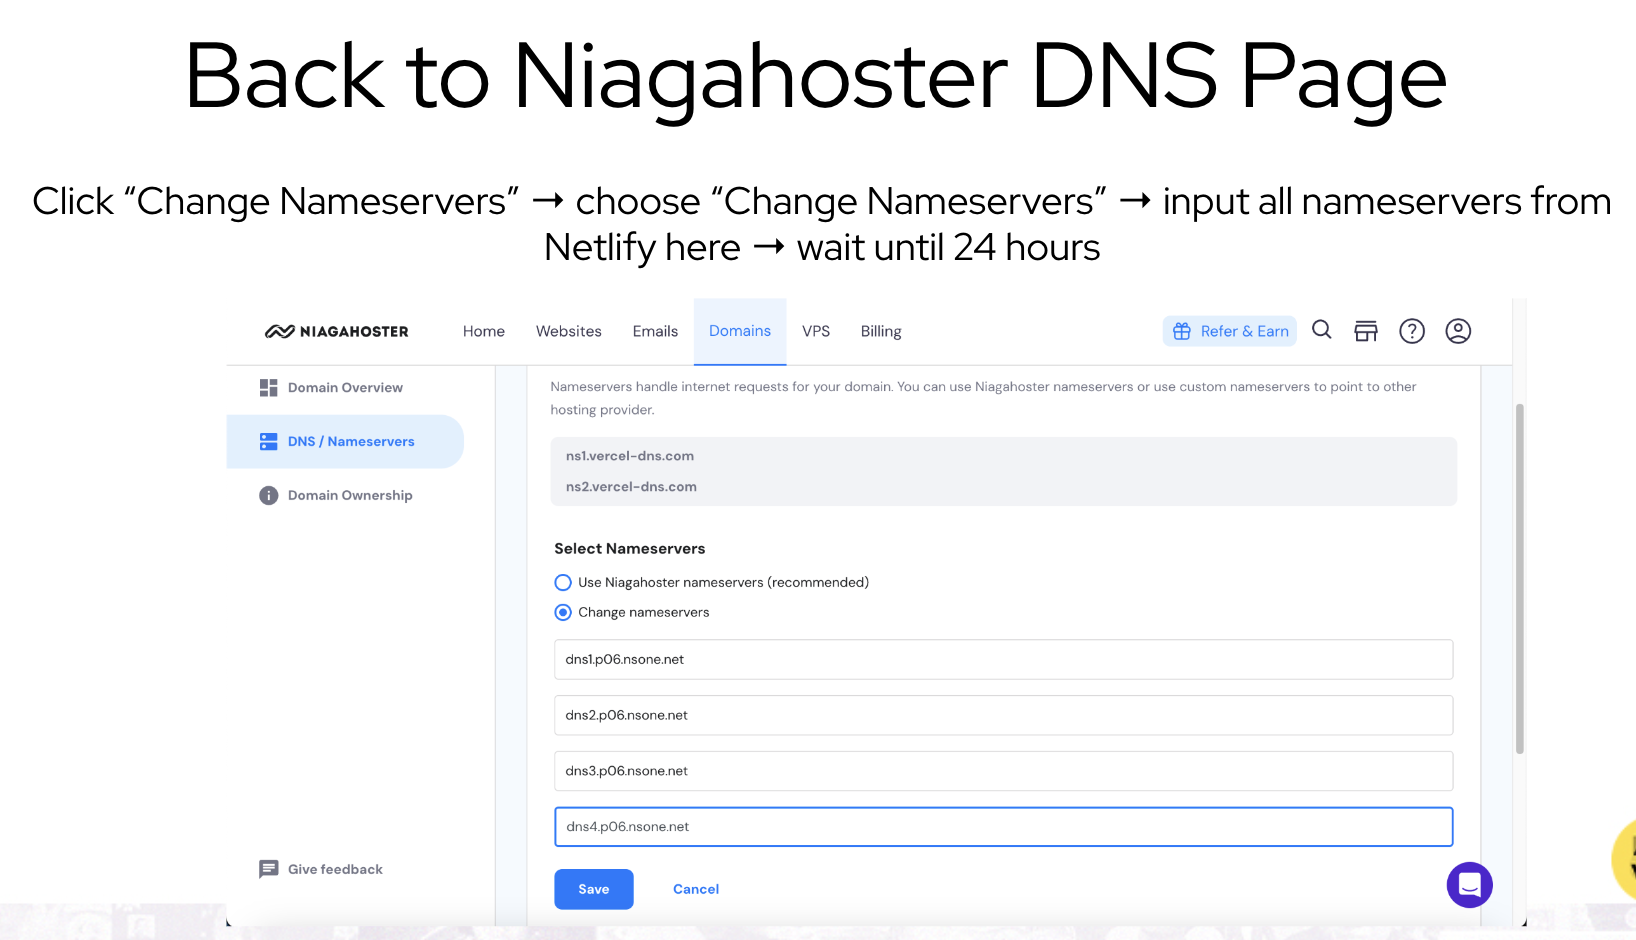 Back to Niagahoster DNS Page
Click “Change Nameservers” → choose “Change Nameservers” → input all nameservers from
Netlify here → wait until 24 hours
NIAGAHOSTER
Home
Websites
Emails
Domains
VPS
Billing
Refer & Earn
Domain Overview
DNS / Nameservers
Domain Ownership
Give feedback
Nameservers handle internet requests for your domain. You can use Niagahoster nameservers or use custom nameservers to point to other
hosting provider.
ns1.vercel-dns.com
ns2.vercel-dns.com
Select Nameservers
Use Niagahoster nameservers (recommended)
Change nameservers
dns1.p06.nsone.net
dns2.p06.nsone.net
dns3.p06.nsone.net
dns4.p06.nsone.net
Save
Cancel